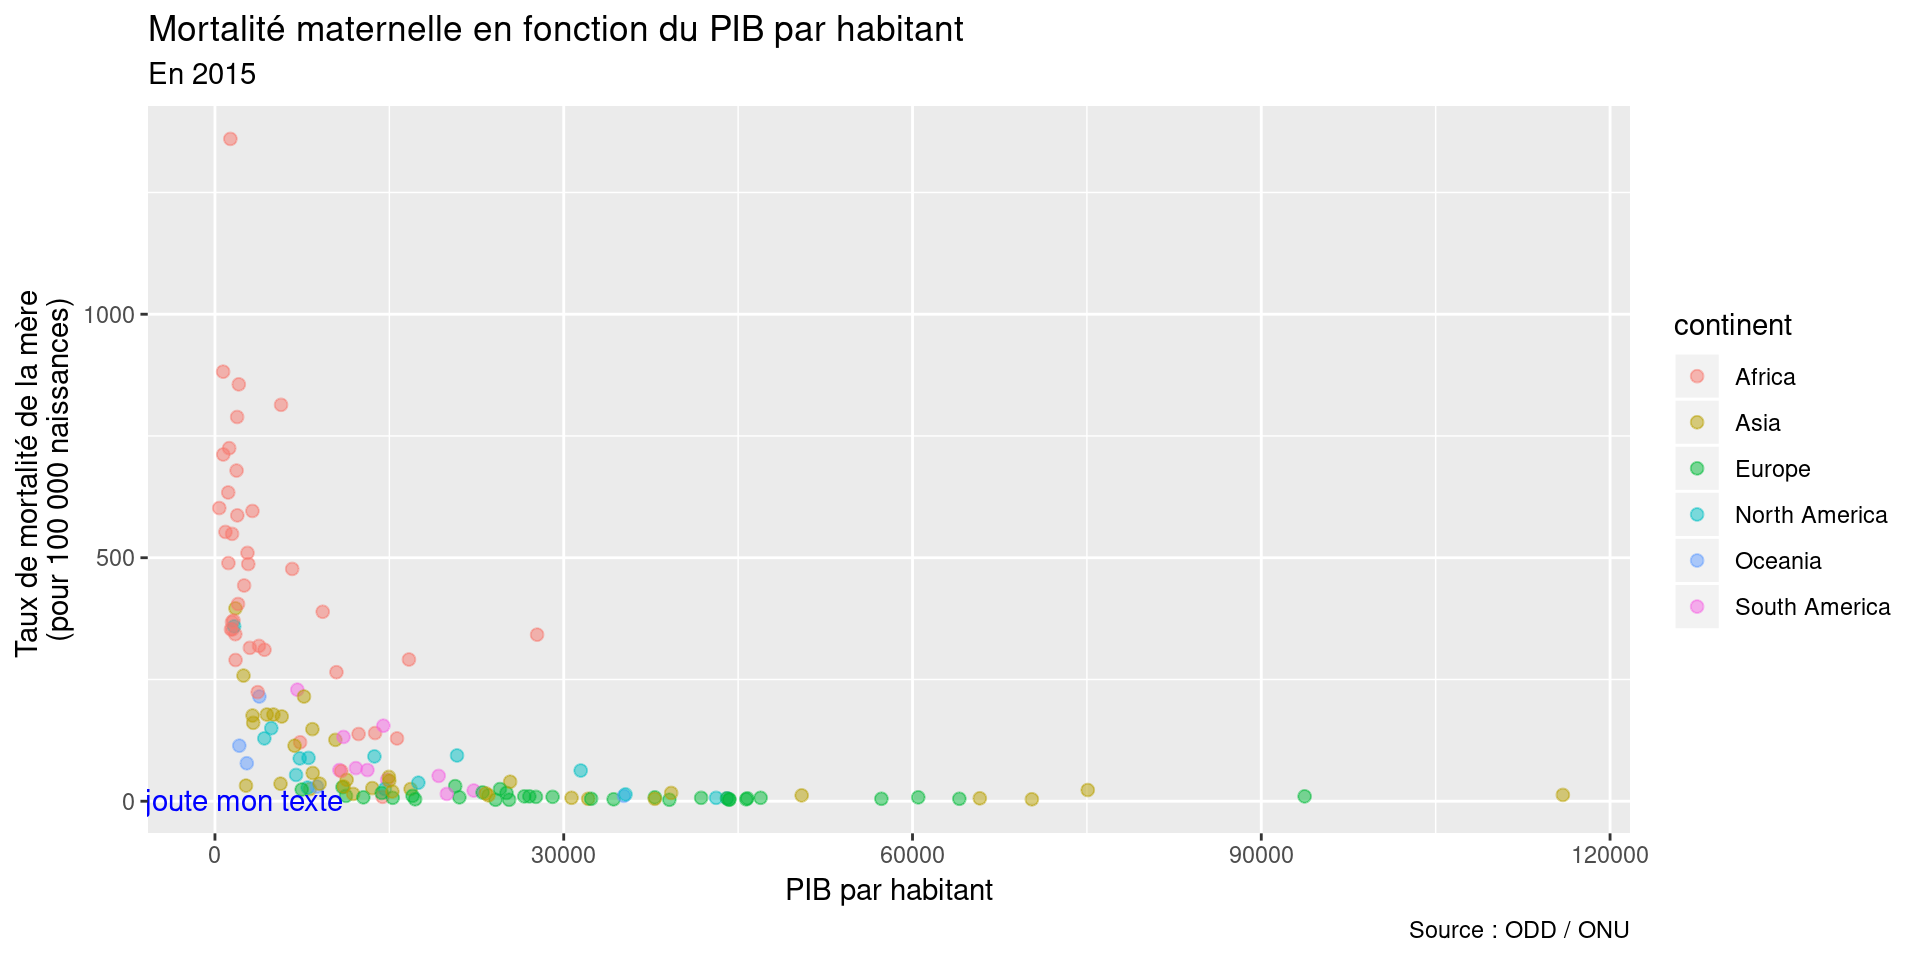 Mortalité maternelle en fonction du PIB par habitant
En 2015
Taux de mortalité de la mère
(pour 100 000 naissances)
1000
500
0
joute mon texte
0
30000
60000
90000
120000
PIB par habitant
continent
Africa
Asia
Europe
North America
Oceania
South America
Source : ODD / ONU